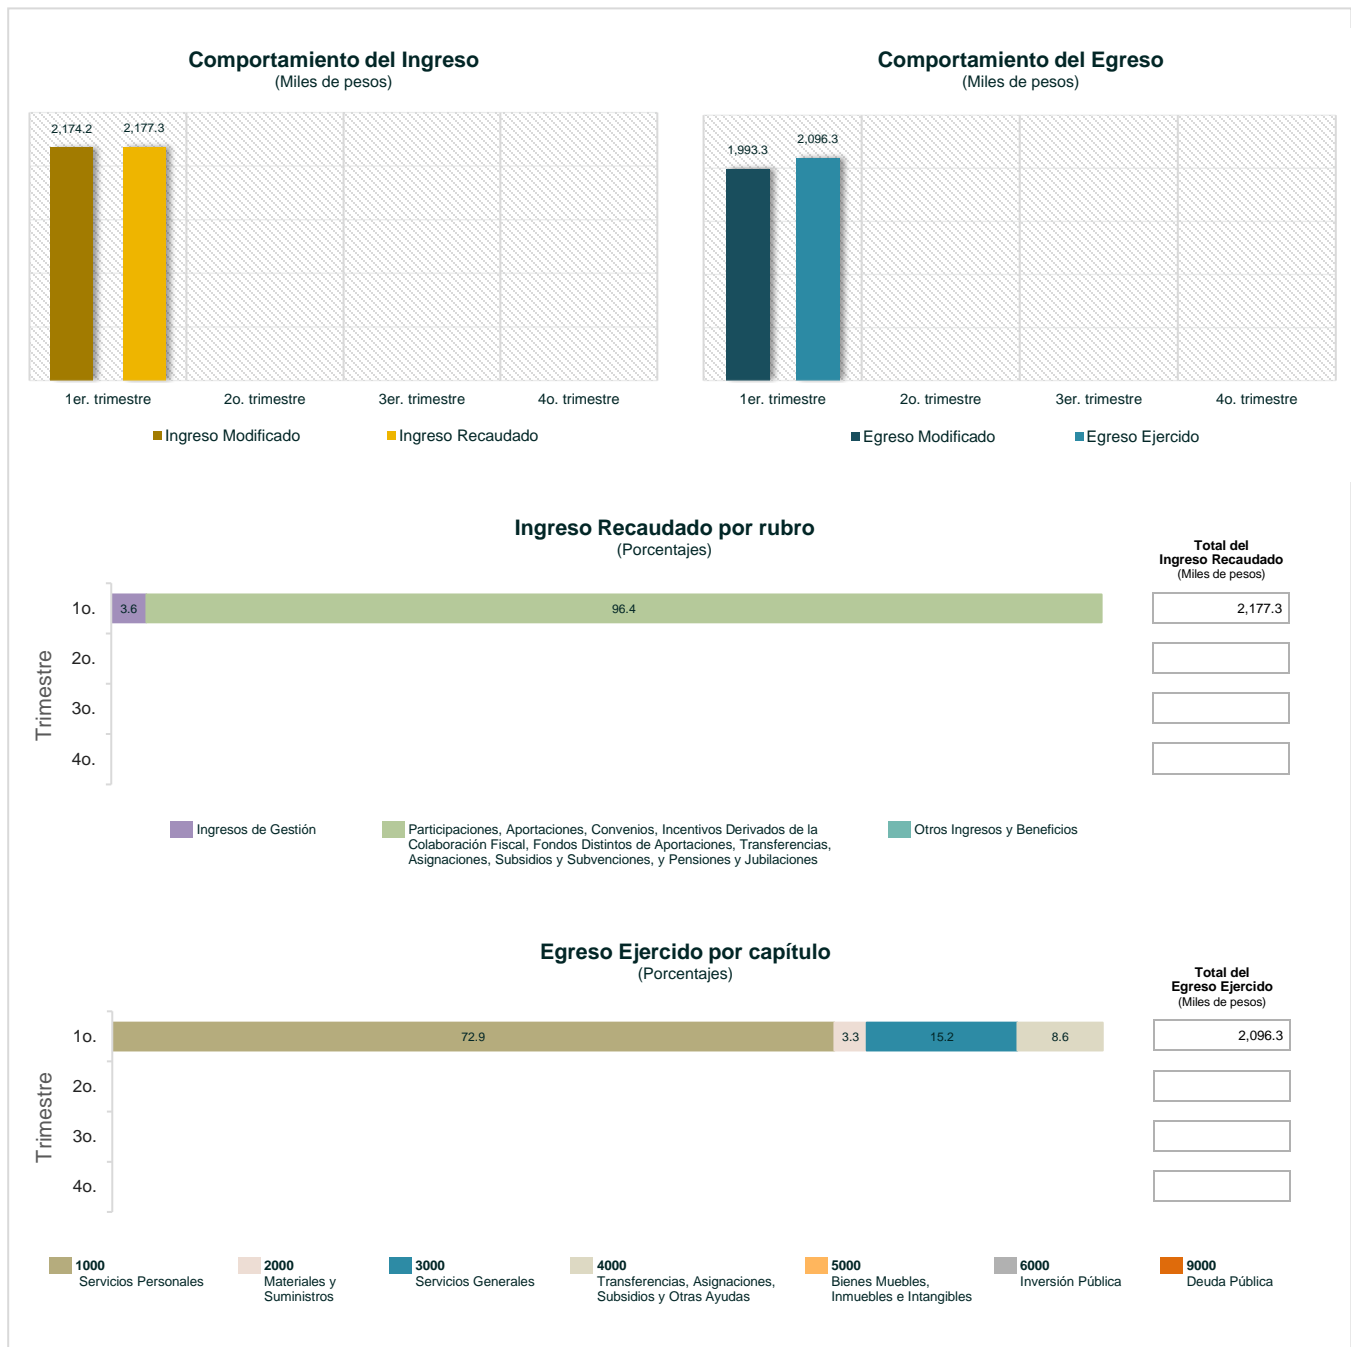 Comportamiento del Ingreso
(Miles de pesos)
2,174.2
2,177.3
1er. trimestre
2o. trimestre
3er. trimestre
4o. trimestre
Ingreso Modificado
Ingreso Recaudado
Comportamiento del Egreso
(Miles de pesos)
1,993.3
2,096.3
1er. trimestre
2o. trimestre
3er. trimestre
4o. trimestre
Egreso Modificado
Egreso Ejercido
Ingreso Recaudado por rubro
(Porcentajes)
Total del
Ingreso Recaudado
(Miles de pesos)
Trimestre
1o.
3.6
96.4
2,177.3
2o.
3o.
4o.
Ingresos de Gestión
Participaciones, Aportaciones, Convenios, Incentivos Derivados de la
Colaboración Fiscal, Fondos Distintos de Aportaciones, Transferencias,
Asignaciones, Subsidios y Subvenciones, y Pensiones y Jubilaciones
Otros Ingresos y Beneficios
Egreso Ejercido por capítulo
(Porcentajes)
Total del
Egreso Ejercido
(Miles de pesos)
Trimestre
1o.
72.9
3.3
15.2
8.6
2,096.3
2o.
3o.
4o.
1000
Servicios Personales
2000
Materiales y
Suministros
3000
Servicios Generales
4000
Transferencias, Asignaciones,
Subsidios y Otras Ayudas
5000
Bienes Muebles,
Inmuebles e Intangibles
6000
Inversión Pública
9000
Deuda Pública